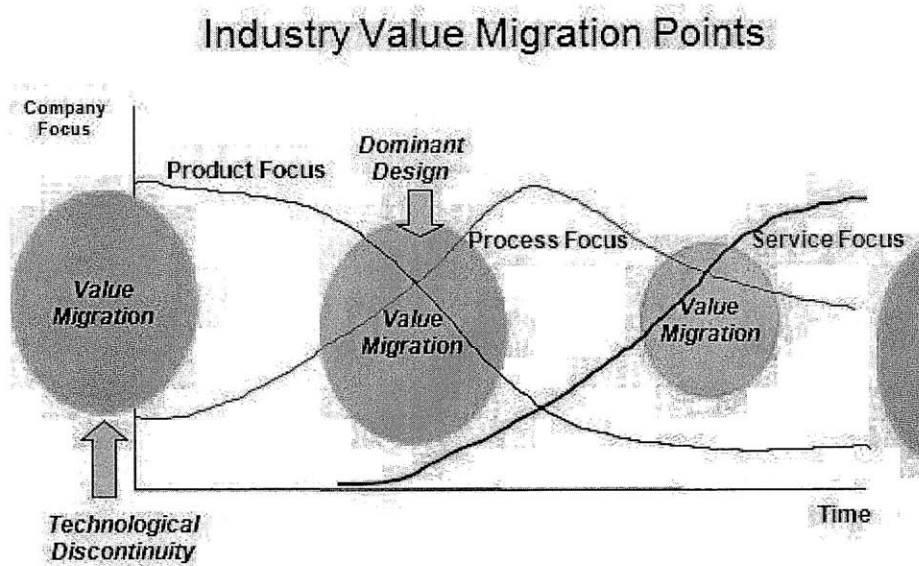 Industry Value Migration Points
Company
Focus
Product Focus
Dominant
Design
Process Focus
Service Focus
Value
Migration
Value
Migration
Value
Migration
Time
Technological
Discontinuity